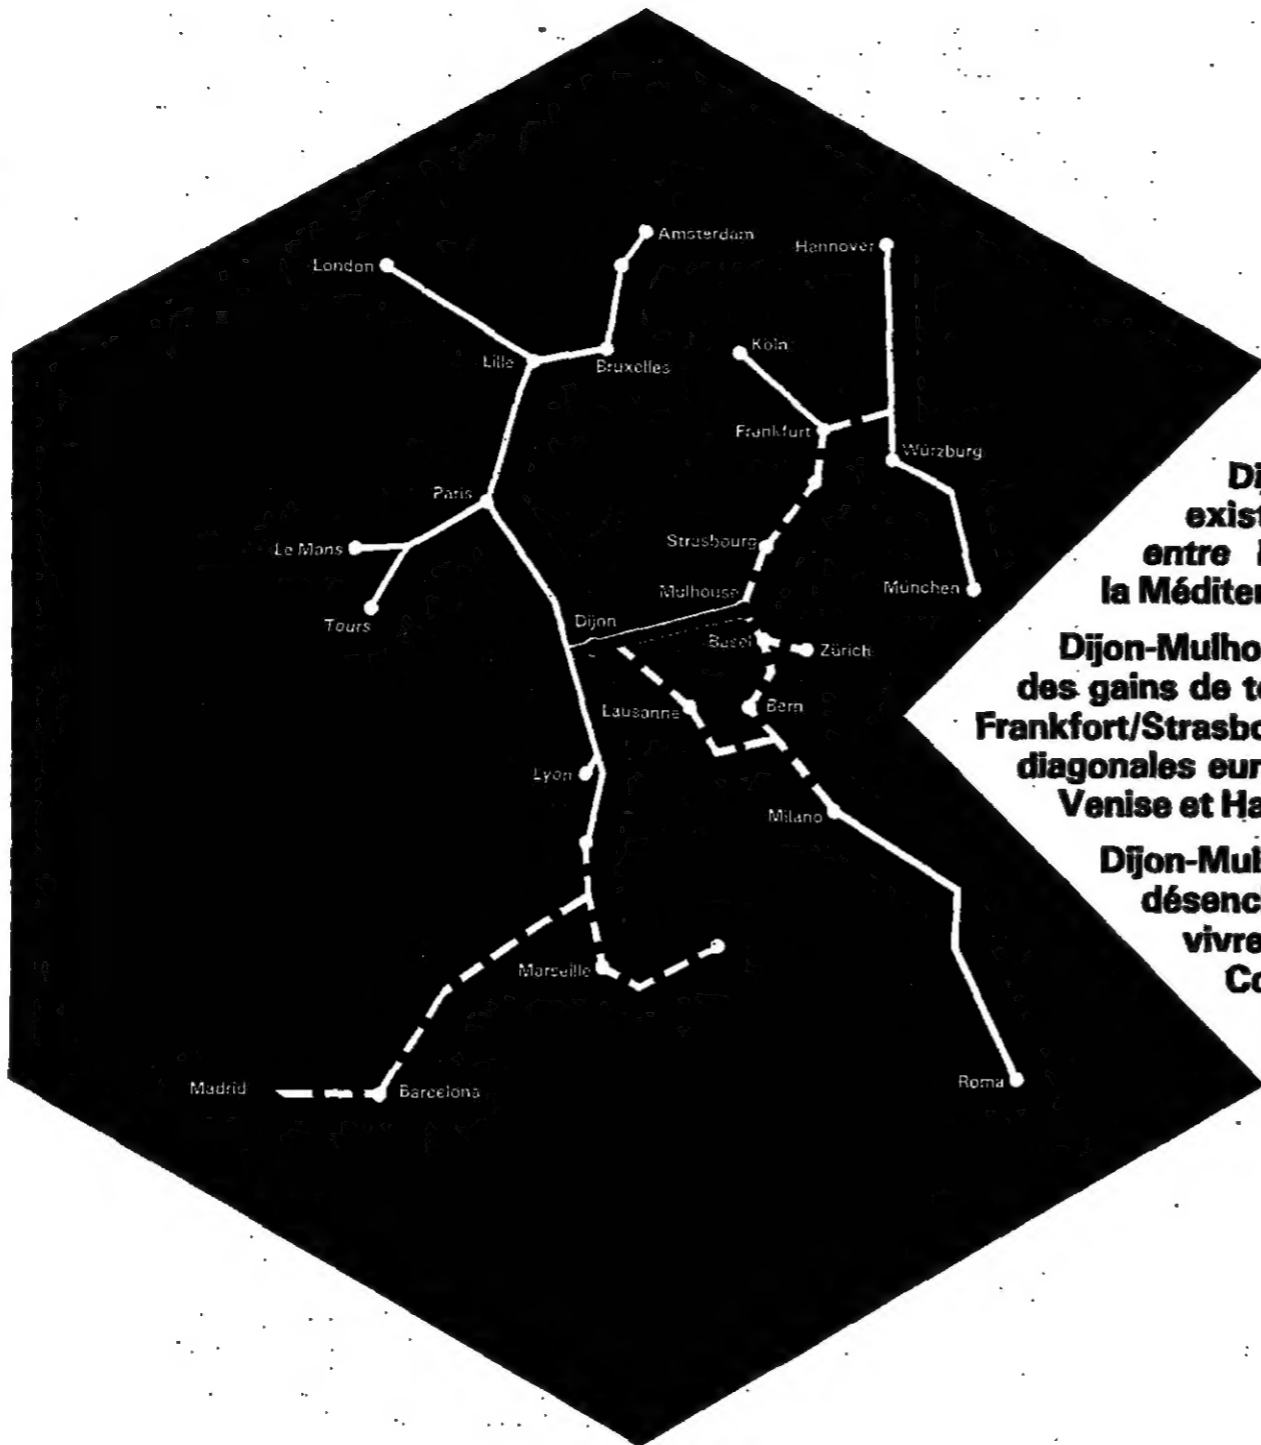 Amsterdam
Hannover
London
Köln
Lille
Bruxelles
Frankfurt
Würzburg
Paris
Le Mans
Strasbourg
Mulhouse
München
Tours
Dijon
Basel
Zürich
Lausanne
Bern
Lyon
Milano
Marseille
Madrid
Barcelona
Roma
exist
entre
la Méditer
Dijon-Mulho
des gains de t
Frankfort/Strasbo
diagonales eur
Venise et Ha
Dijon-Mul
désenc
vivre
Co